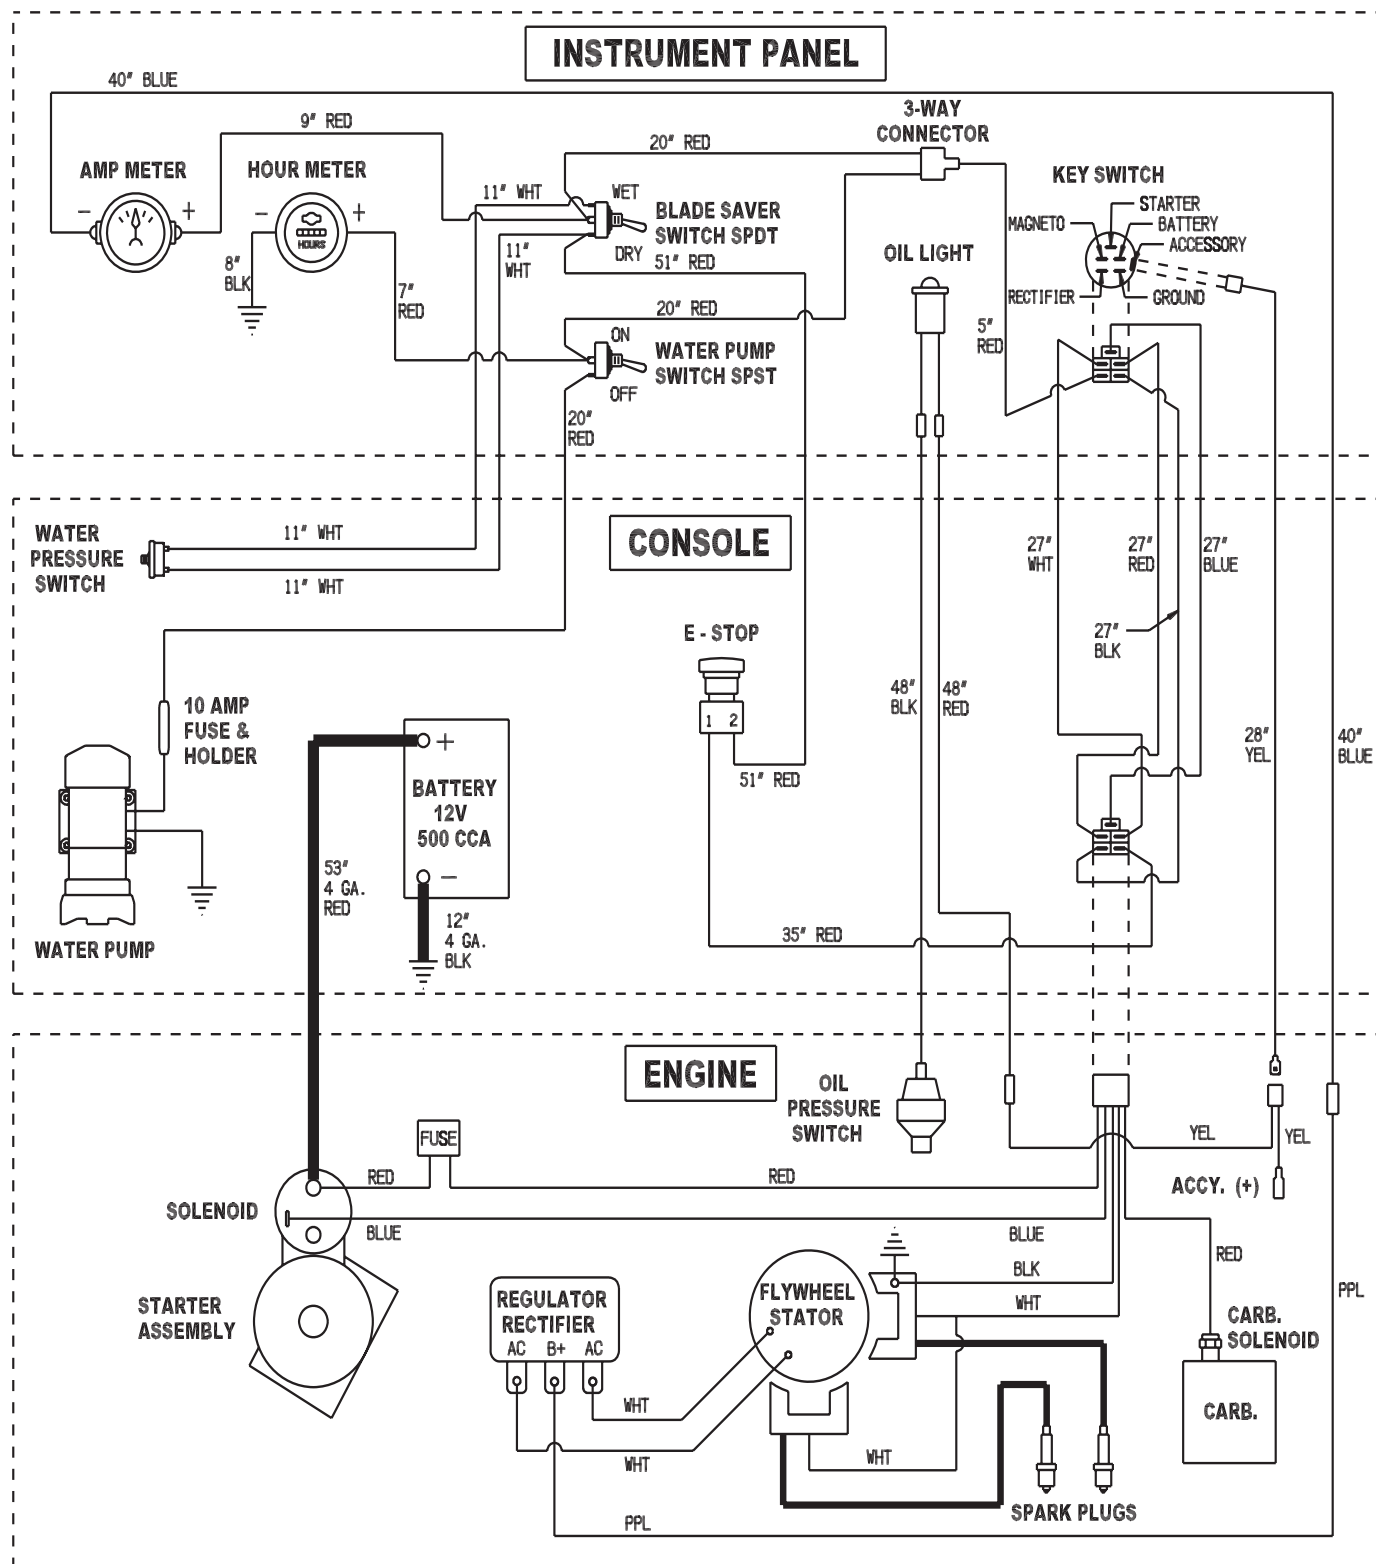 INSTRUMENT PANEL
40" BLUE
9" RED
AMP METER
HOUR METER
- +
- +
HOURS
8"
BLK
7"
RED
20" RED
11" WHT
WET
BLADE SAVER
SWITCH SPDT
DRY
11"
WHT
51" RED
20" RED
ON
WATER PUMP
SWITCH SPST
OFF
20"
RED
3-WAY
CONNECTOR
OIL LIGHT
5"
RED
KEY SWITCH
STARTER
MAGNETO
BATTERY
ACCESSORY
RECTIFIER
GROUND
CONSOLE
WATER
PRESSURE
SWITCH
11" WHT
11" WHT
27"
WHT
27"
RED
27"
BLUE
27"
BLK
E - STOP
1 2
51" RED
48"
BLK
48"
RED
28"
YEL
40"
BLUE
10 AMP
FUSE &
HOLDER
WATER PUMP
+
BATTERY
12V
500 CCA
-
53"
4 GA.
RED
12"
4 GA.
BLK
35" RED
ENGINE
OIL
PRESSURE
SWITCH
YEL
YEL
ACCY. (+)
FUSE
RED
RED
SOLENOID
BLUE
BLUE
RED
BLK
WHT
STARTER
ASSEMBLY
REGULATOR
RECTIFIER
AC B+ AC
FLYWHEEL
STATOR
CARB.
SOLENOID
CARB.
PPL
WHT
WHT
WHT
SPARK PLUGS
PPL